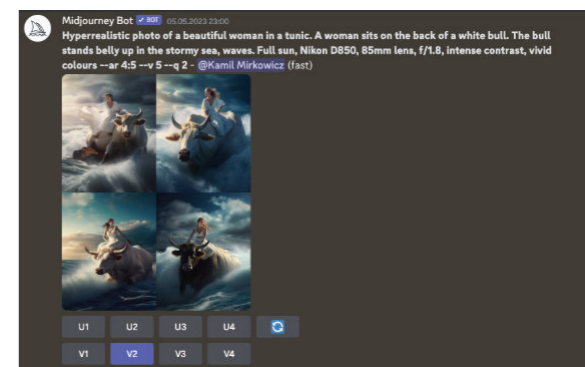 Midjourney Bot ✓ BOT 05.05.2023 23:00
Hyperrealistic photo of a beautiful woman in a tunic. A woman sits on the back of a white bull. The bull
stands belly up in the stormy sea, waves. Full sun, Nikon D850, 85mm lens, f/1.8, intense contrast, vivid
colours --ar 4:5 --v 5 --q 2 - @Kamil Mirkowicz (fast)
U1 U2 U3 U4
V1 V2 V3 V4